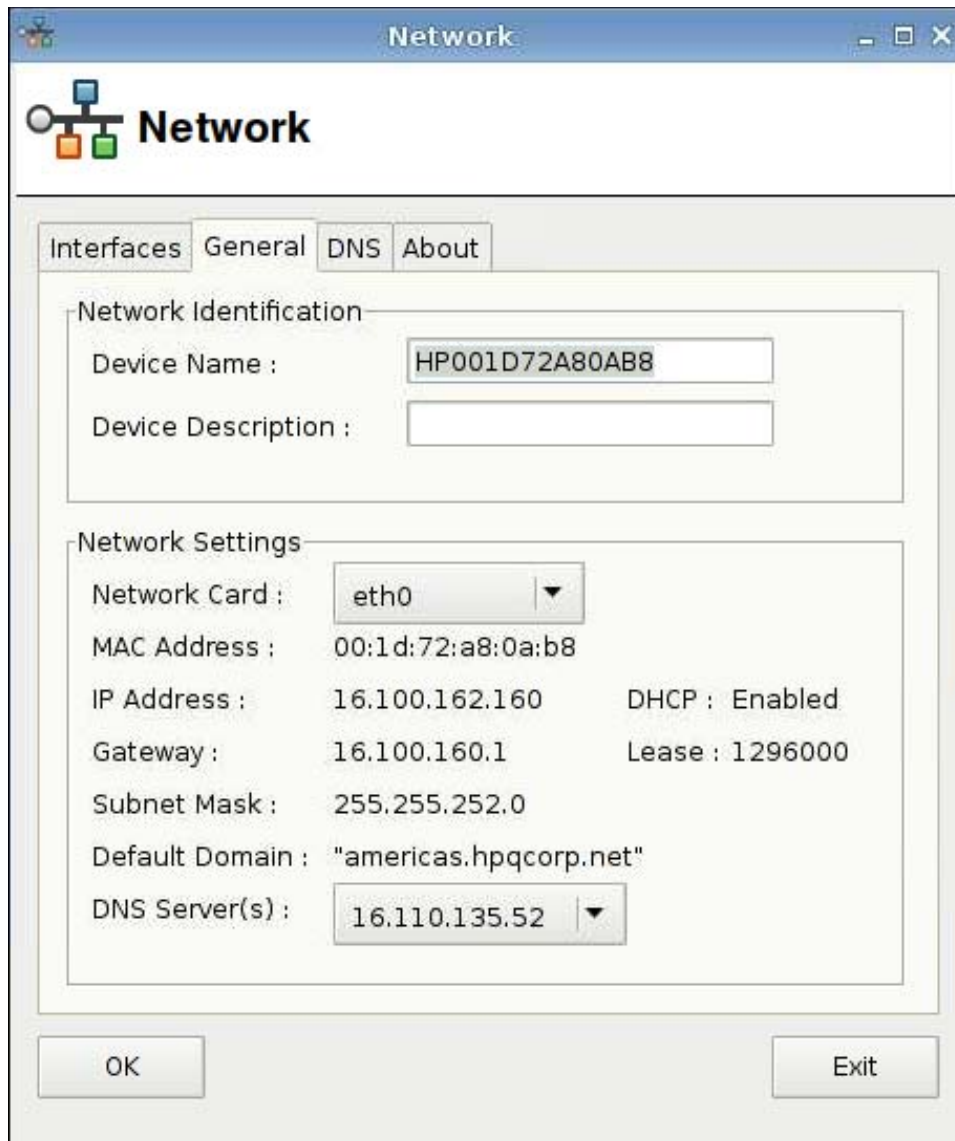 Network
Network
Interfaces General DNS About
Network Identification
Device Name : HP001D72A80AB8
Device Description :
Network Settings
Network Card : eth0
MAC Address : 00:1d:72:a8:0a:b8
IP Address : 16.100.162.160 DHCP : Enabled
Gateway : 16.100.160.1 Lease : 1296000
Subnet Mask : 255.255.252.0
Default Domain : "americas.hpqcorp.net"
DNS Server(s) : 16.110.135.52
OK Exit